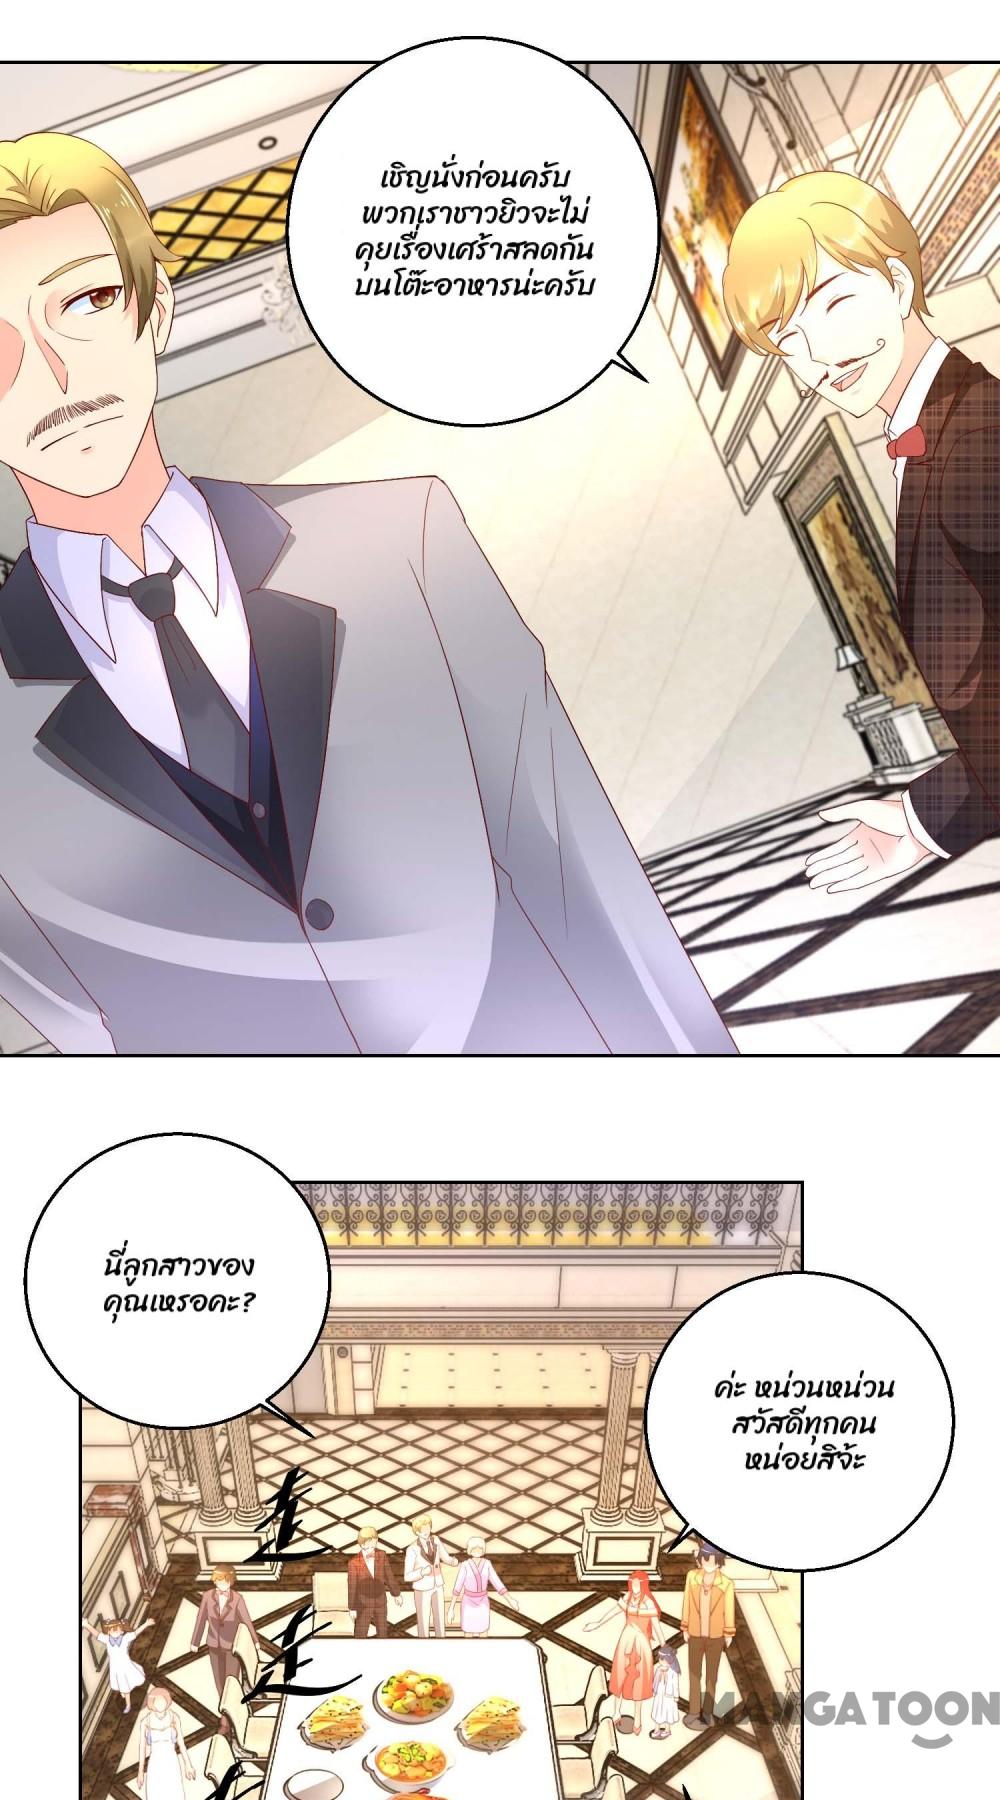 เชิญนั่งก่อนครับ
พวกเราชาวยิวจะไม่
คุยเรื่องเศร้าสลดกัน
บนโต๊ะอาหารน่ะครับ
นี่ลูกสาวของ
คุณเหรอคะ?
ค่ะ หน่วนหน่วน
สวัสดีทุกคน
หน่อยสิจ้ะ
MANGATOON